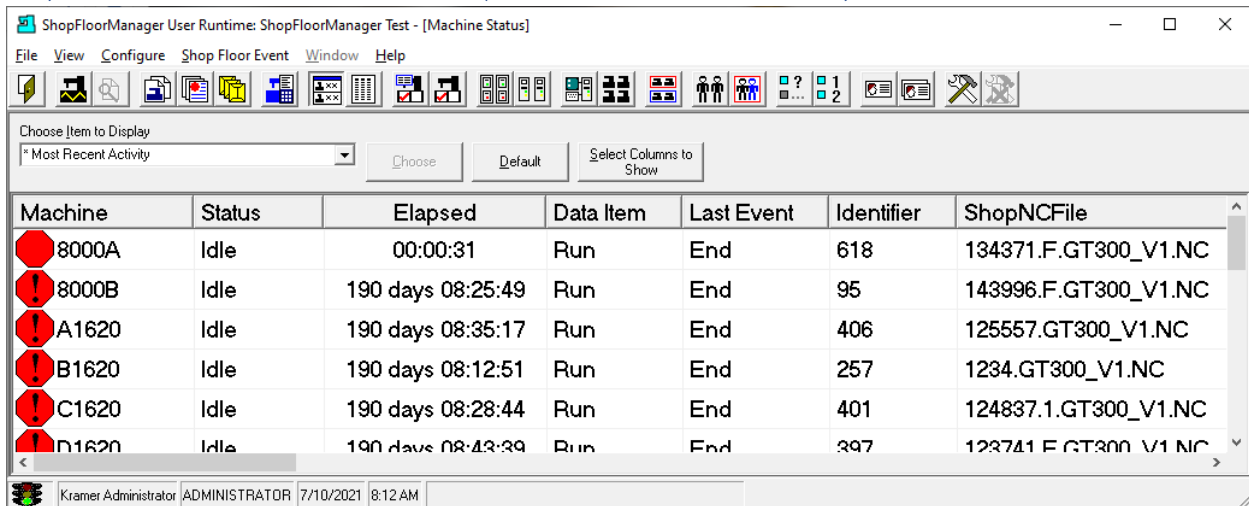 ShopFloorManager User Runtime: ShopFloorManager Test - [Machine Status]
File View Configure Shop Floor Event Window Help
Choose Item to Display
* Most Recent Activity
Choose
Default
Select Columns to
Show
Machine Status Elapsed Data Item Last Event Identifier ShopNCFile
8000A Idle 00:00:31 Run End 618 134371.F.GT300_V1.NC
8000B Idle 190 days 08:25:49 Run End 95 143996.F.GT300_V1.NC
A1620 Idle 190 days 08:35:17 Run End 406 125557.GT300_V1.NC
B1620 Idle 190 days 08:12:51 Run End 257 1234.GT300_V1.NC
C1620 Idle 190 days 08:28:44 Run End 401 124837.1.GT300_V1.NC
D1620 Idle 190 days 08:43:39 Run End 397 123741.F.GT300_V1.NC
Kramer Administrator ADMINISTRATOR 7/10/2021 8:12 AM